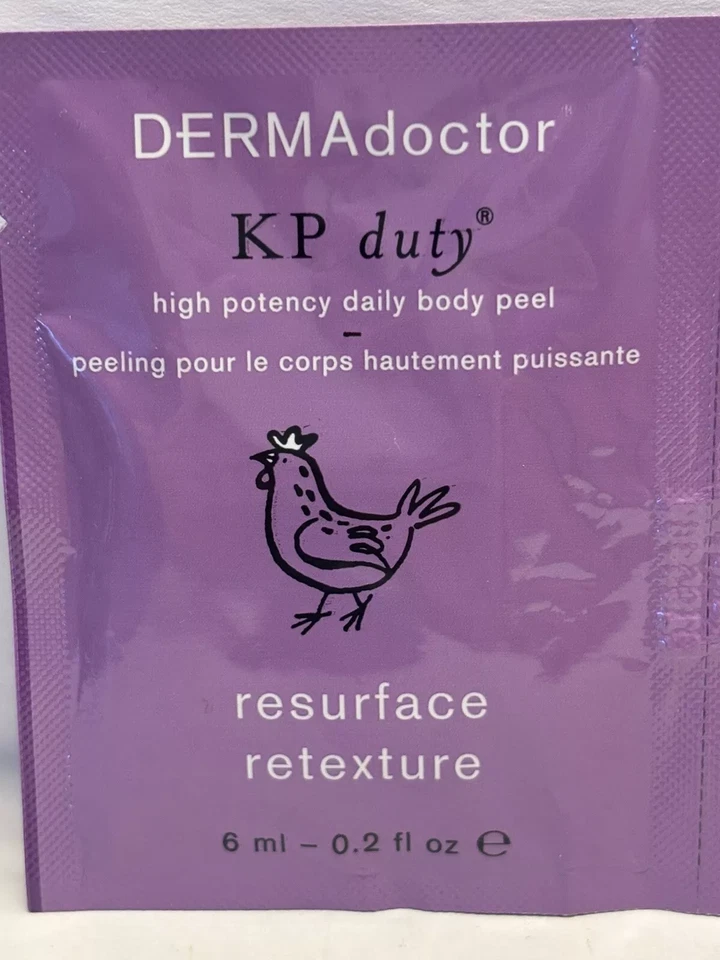 DERMAdoctor
KP duty®
high potency daily body peel
–
peeling pour le corps hautement puissante
resurface
retexture
6 ml – 0.2 fl oz ℮